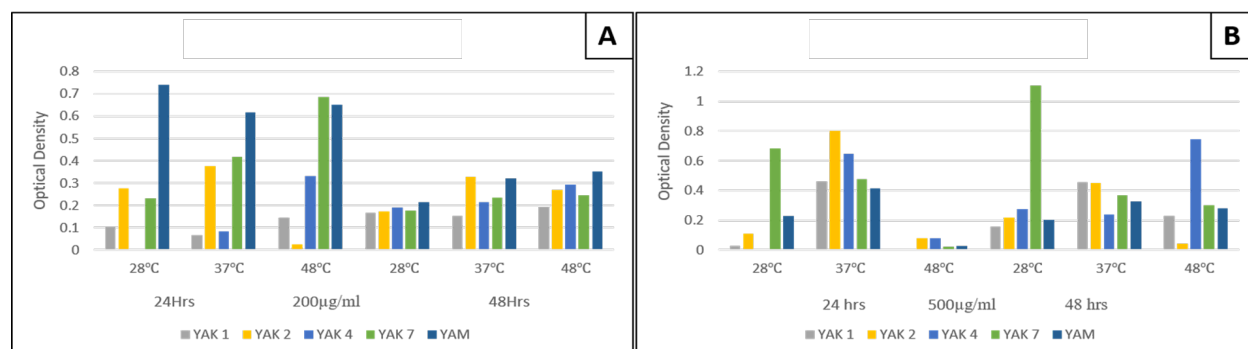 A
Optical Density
0.8
0.7
0.6
0.5
0.4
0.3
0.2
0.1
0
28°C 37°C 48°C 28°C 37°C 48°C
24Hrs 200µg/ml 48Hrs
YAK 1 YAK 2 YAK 4 YAK 7 YAM
B
Optical Density
1.2
1
0.8
0.6
0.4
0.2
0
28°C 37°C 48°C 28°C 37°C 48°C
24 hrs 500µg/ml 48 hrs
YAK 1 YAK 2 YAK 4 YAK 7 YAM